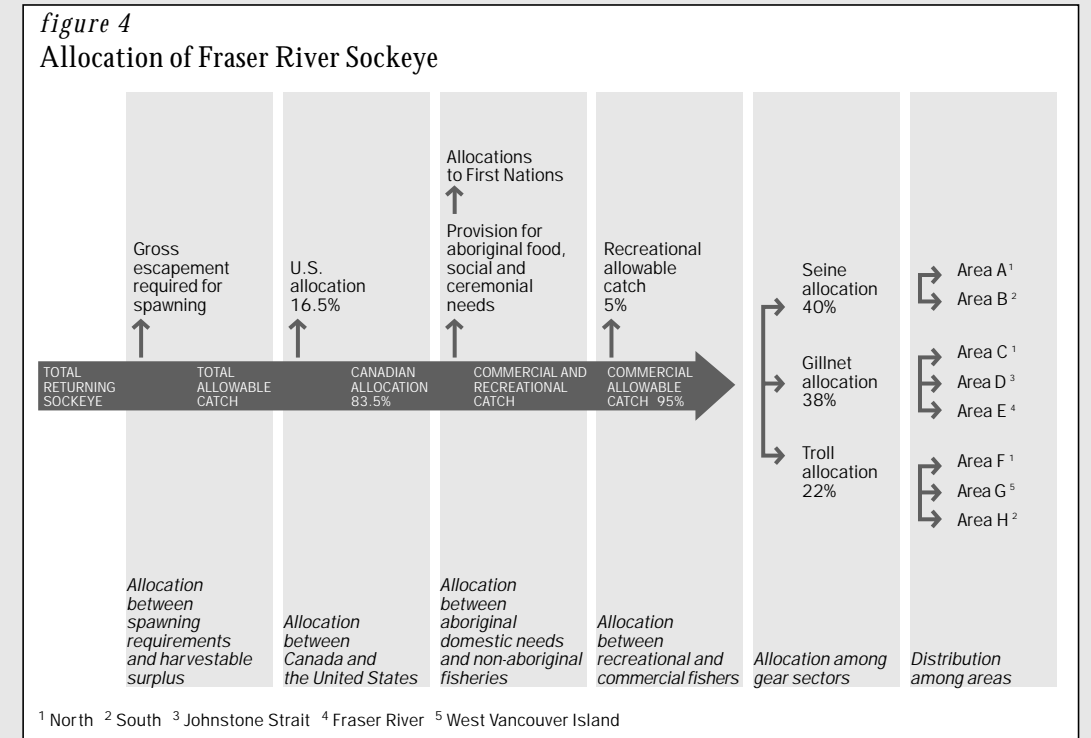 figure 4
Allocation of Fraser River Sockeye
Allocations
to First Nations
Gross
escapement
required for
spawning
U.S.
allocation
16.5%
Provision for
aboriginal food,
social and
ceremonial
needs
Recreational
allowable
catch
5%
TOTAL
RETURNING
SOCKEYE
TOTAL
ALLOWABLE
CATCH
CANADIAN
ALLOCATION
83.5%
COMMERCIAL AND
RECREATIONAL
CATCH
COMMERCIAL
ALLOWABLE
CATCH 95%
Seine
allocation
40%
Gillnet
allocation
38%
Troll
allocation
22%
Area A 1
Area B 2
Area C 1
Area D 3
Area E 4
Area F 1
Area G 5
Area H 2
Allocation
between
spawning
requirements
and harvestable
surplus
Allocation
between
Canada and
the United States
Allocation
between
aboriginal
domestic needs
and non-aboriginal
fisheries
Allocation
between
recreational and
commercial fishers
Allocation among
gear sectors
Distribution
among areas
1 North 2 South 3 Johnstone Strait 4 Fraser River 5 West Vancouver Island